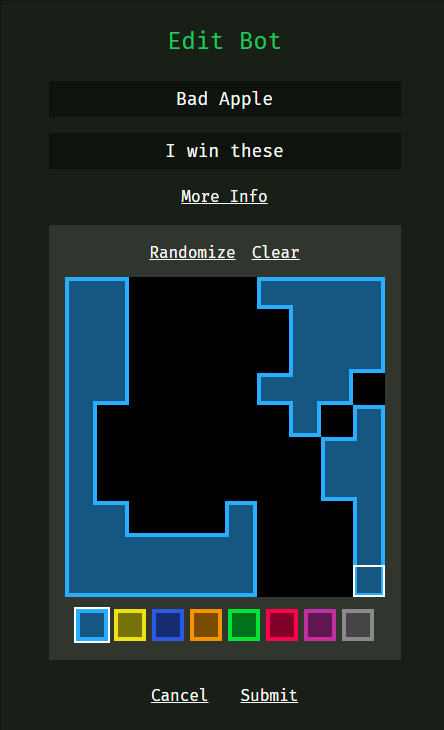 Edit Bot
Bad Apple
I win these
More Info
Randomize Clear
Cancel Submit